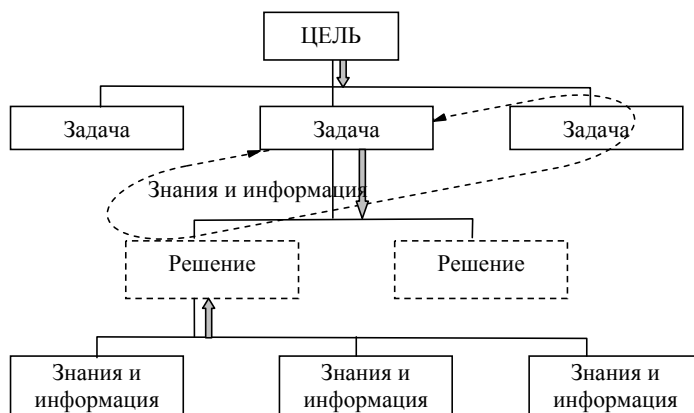 ЦЕЛЬ
Задача
Задача
Задача
Знания и информация
Решение
Решение
Знания и
информация
Знания и
информация
Знания и
информация